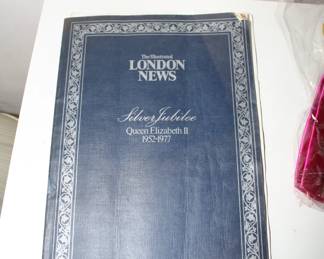 The Illustrated
LONDON
NEWS
Silver Jubilee
Queen Elizabeth II
1952-1977